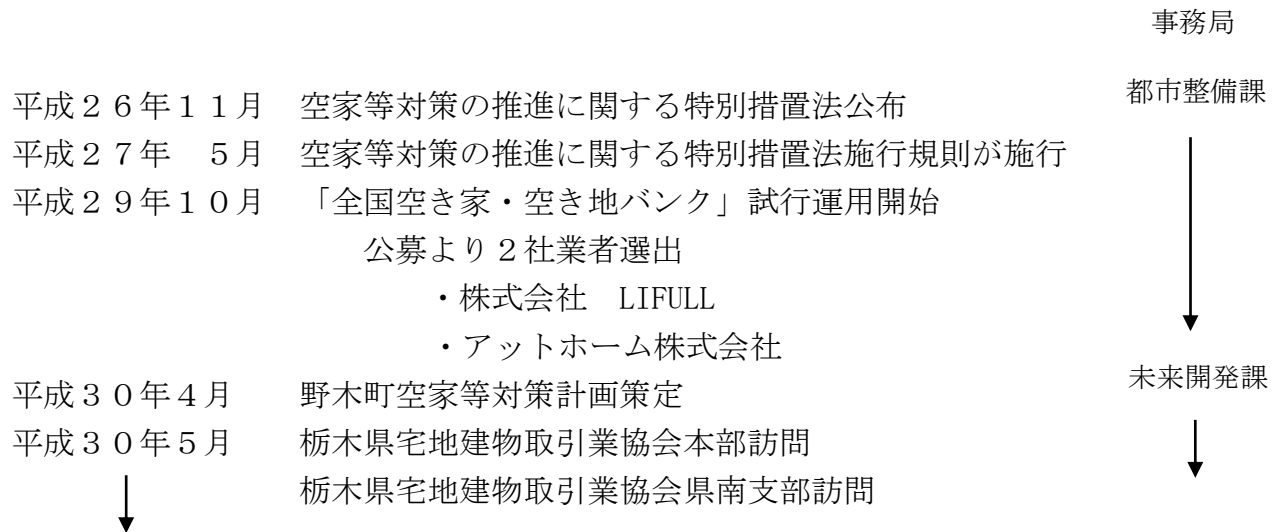 事務局
都市整備課
平成２６年１１月　空家等対策の推進に関する特別措置法公布
平成２７年　５月　空家等対策の推進に関する特別措置法施行規則が施行
平成２９年１０月　「全国空き家・空き地バンク」試行運用開始
公募より２社業者選出
・株式会社　LIFULL
・アットホーム株式会社
未来開発課
平成３０年４月　野木町空家等対策計画策定
平成３０年５月　栃木県宅地建物取引業協会本部訪問
栃木県宅地建物取引業協会県南支部訪問